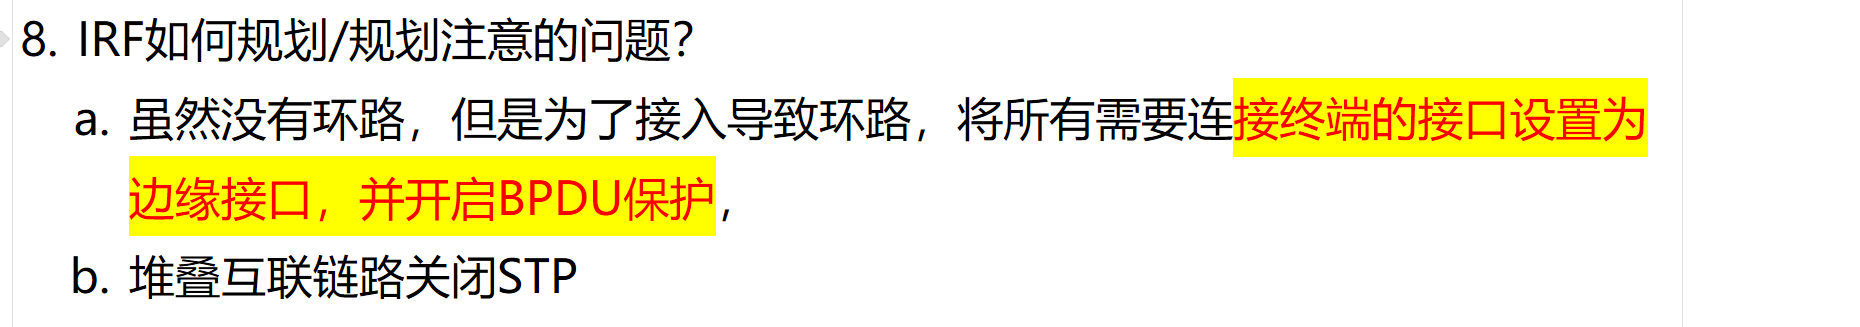 8. IRF如何规划/规划注意的问题？
a. 虽然没有环路，但是为了接入导致环路，将所有需要连接终端的接口设置为
边缘接口，并开启BPDU保护，
b. 堆叠互联链路关闭STP